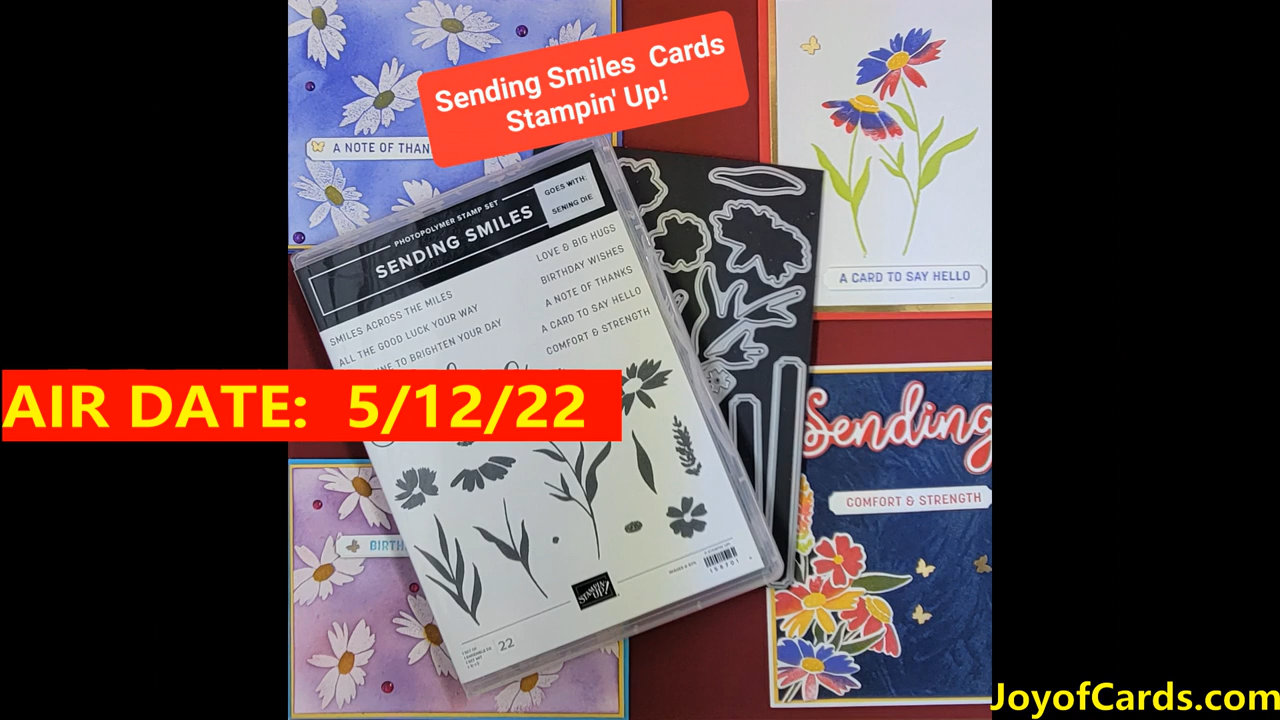 Sending Smiles Cards
Stampin' Up!
A NOTE OF THAN
A CARD TO SAY HELLO
PHOTOPOLYMER STAMP SET
SENDING SMILES
GOES WITH:
SENING DIE
LOVE & BIG HUGS
BIRTHDAY WISHES
A NOTE OF THANKS
A CARD TO SAY HELLO
COMFORT & STRENGTH
SMILES ACROSS THE MILES
ALL THE GOOD LUCK YOUR WAY
NE TO BRIGHTEN YOUR DAY
AIR DATE: 5/12/22
Sending
COMFORT & STRENGTH
BIRTH
STAMPIN' UP!
158701
22
JoyofCards.com